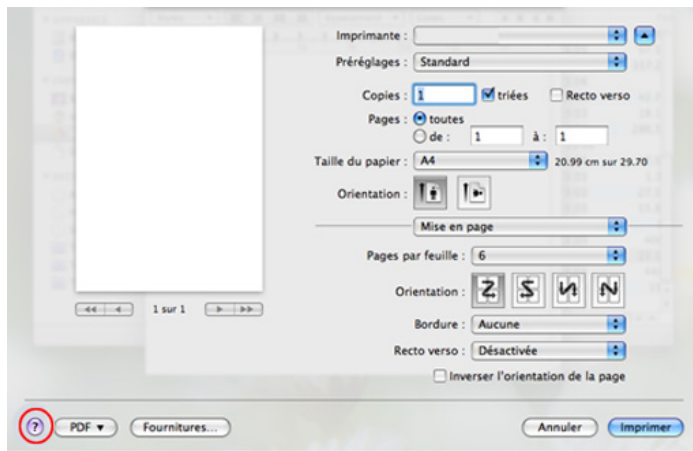 Imprimante :
Préréglages : Standard
Copies : 1 triées Recto verso
Pages : toutes
de : 1 à : 1
Taille du papier : A4 20.99 cm sur 29.70
Orientation :
Mise en page
Pages par feuille : 6
Orientation :
1 sur 1
Bordure : Aucune
Recto verso : Désactivée
Inverser l'orientation de la page
? PDF ▼ Fournitures... Annuler Imprimer